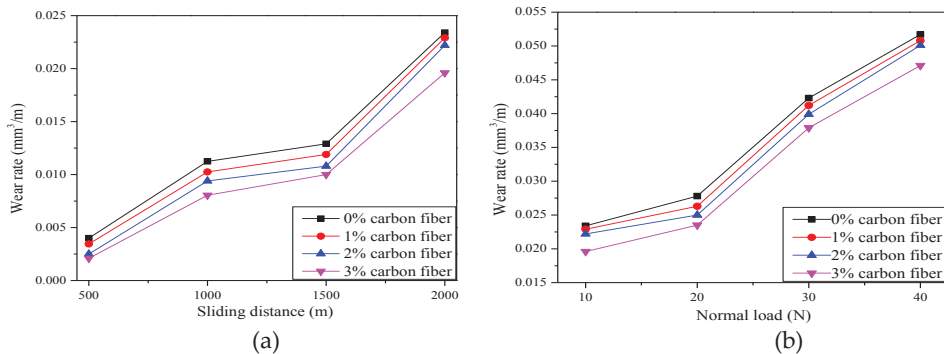 0.025
0.020
0.015
0.010
0.005
0.000
Wear rate (mm³/m)
500 1000 1500 2000
Sliding distance (m)
0% carbon fiber
1% carbon fiber
2% carbon fiber
3% carbon fiber
(a)
0.055
0.050
0.045
0.040
0.035
0.030
0.025
0.020
0.015
Wear rate (mm³/m)
10 20 30 40
Normal load (N)
0% carbon fiber
1% carbon fiber
2% carbon fiber
3% carbon fiber
(b)